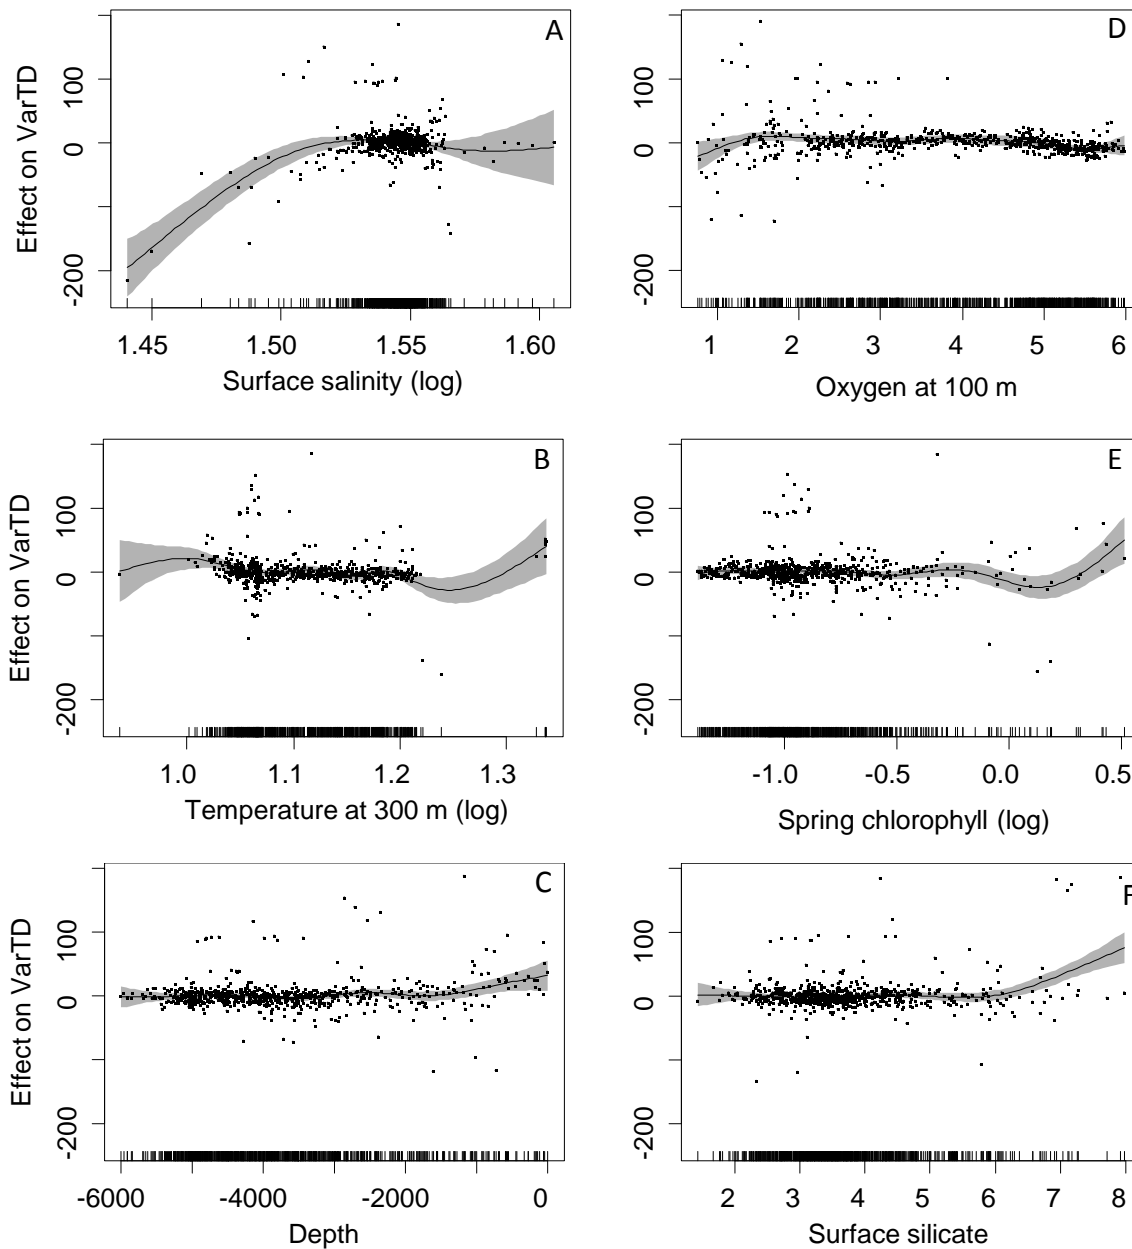 A
Effect on VarTD
100
0
-200
1.45 1.50 1.55 1.60
Surface salinity (log)
D
100
0
-200
1 2 3 4 5 6
Oxygen at 100 m
B
Effect on VarTD
100
0
-200
1.0 1.1 1.2 1.3
Temperature at 300 m (log)
E
100
0
-200
-1.0 -0.5 0.0 0.5
Spring chlorophyll (log)
C
Effect on VarTD
100
0
-200
-6000 -4000 -2000 0
Depth
F
100
0
-200
2 3 4 5 6 7 8
Surface silicate